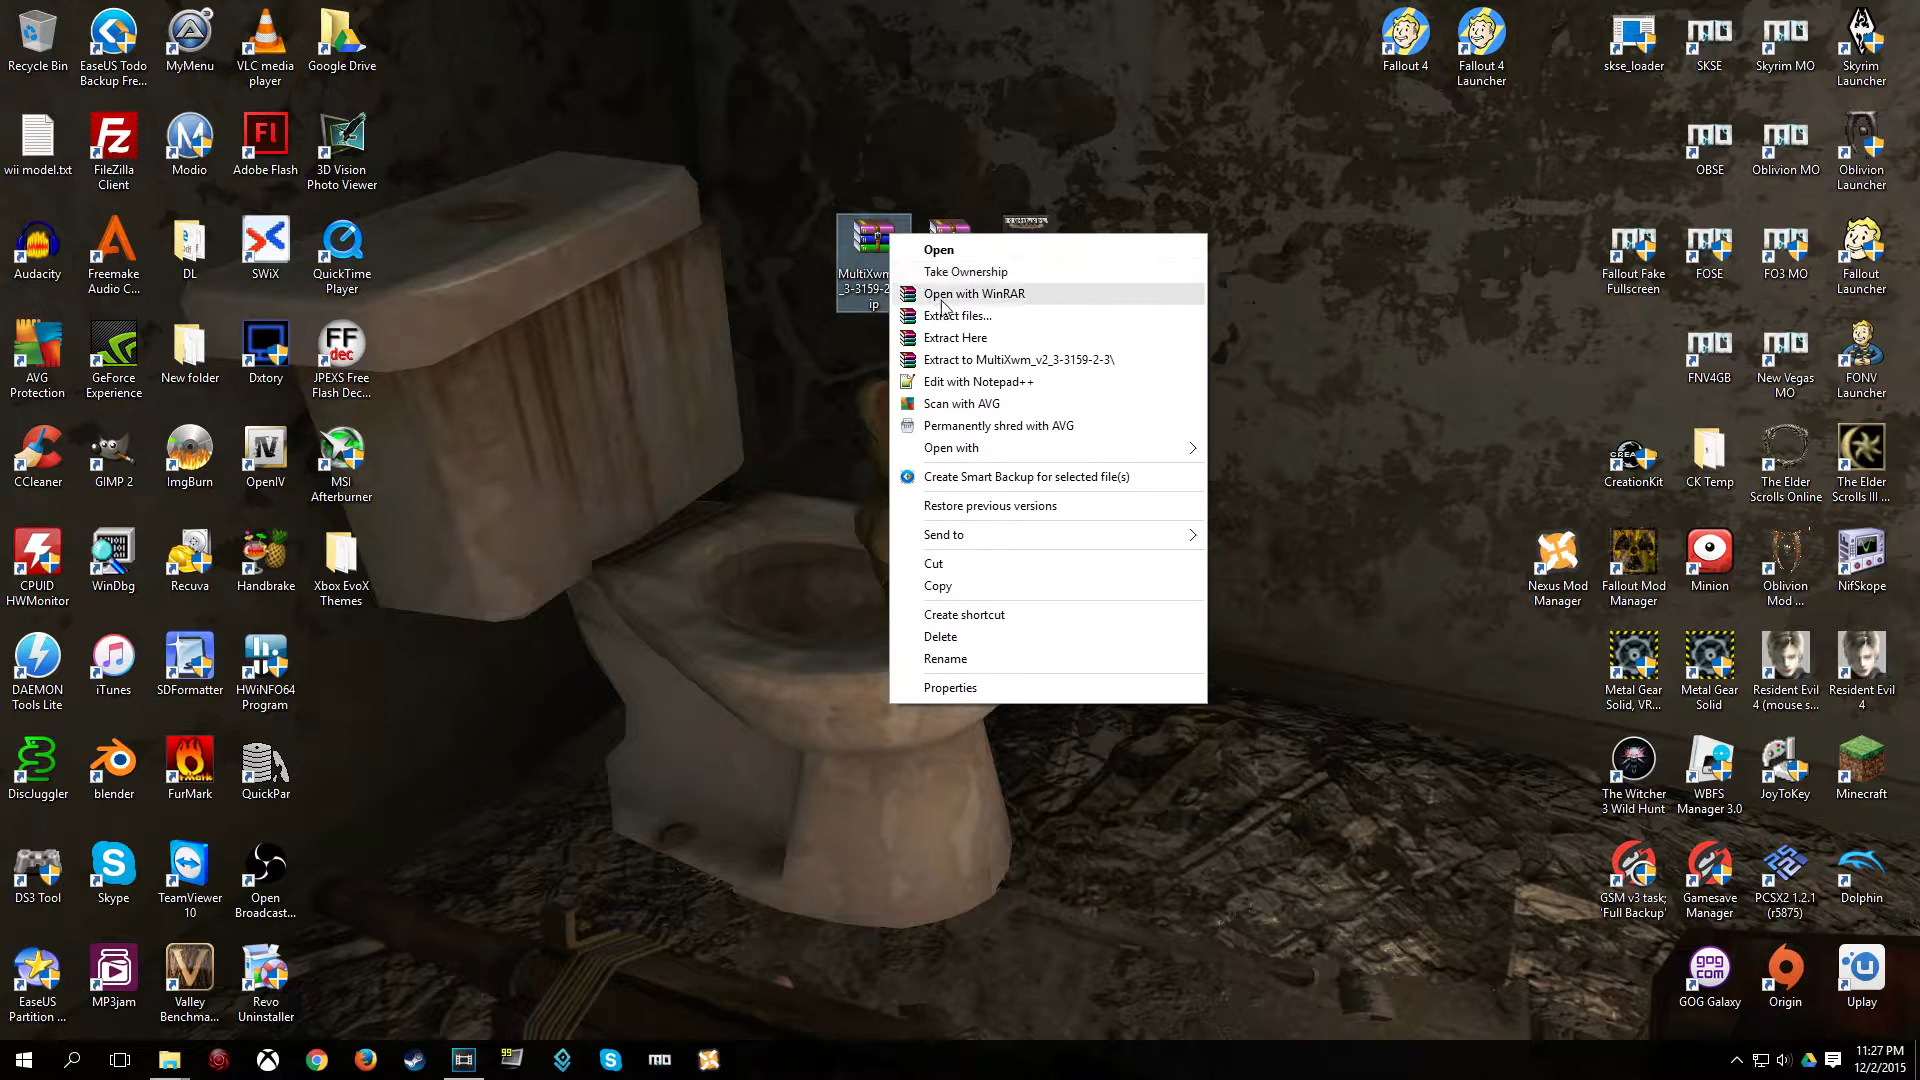 Recycle Bin
EaseUS Todo
Backup Fre...
MyMenu
VLC media
player
Google Drive
Fallout 4
Fallout 4
Launcher
skse_loader
SKSE
Skyrim MO
Skyrim
Launcher
wii model.txt
FileZilla
Client
Modio
Adobe Flash
3D Vision
Photo Viewer
OBSE
Oblivion MO
Oblivion
Launcher
Audacity
Freemake
Audio C...
DL
SWiX
QuickTime
Player
MultiXwm
_3-3159-2
ip
Fallout Fake
Fullscreen
FOSE
FO3 MO
Fallout
Launcher
AVG
Protection
GeForce
Experience
New folder
Dxtory
JPEXS Free
Flash Dec...
FNV4GB
New Vegas
MO
FONV
Launcher
CCleaner
GIMP 2
ImgBurn
OpenIV
MSI
Afterburner
CreationKit
CK Temp
The Elder
Scrolls Online
The Elder
Scrolls III ...
CPUID
HWMonitor
WinDbg
Recuva
Handbrake
Xbox EvoX
Themes
Nexus Mod
Manager
Fallout Mod
Manager
Minion
Oblivion
Mod ...
NifSkope
DAEMON
Tools Lite
iTunes
SDFormatter
HWiNFO64
Program
Metal Gear
Solid, VR...
Metal Gear
Solid
Resident Evil
4 (mouse s...
Resident Evil
4
DiscJuggler
blender
FurMark
QuickPar
The Witcher
3 Wild Hunt
WBFS
Manager 3.0
JoyToKey
Minecraft
DS3 Tool
Skype
TeamViewer
10
Open
Broadcast...
GSM v3 task;
'Full Backup'
Gamesave
Manager
PCSX2 1.2.1
(r5875)
Dolphin
EaseUS
Partition ...
MP3jam
Valley
Benchma...
Revo
Uninstaller
GOG Galaxy
Origin
Uplay
Open
Take Ownership
Open with WinRAR
Extract files...
Extract Here
Extract to MultiXwm_v2_3-3159-2-3\
Edit with Notepad++
Scan with AVG
Permanently shred with AVG
Open with
Create Smart Backup for selected file(s)
Restore previous versions
Send to
Cut
Copy
Create shortcut
Delete
Rename
Properties
11:27 PM
12/2/2015